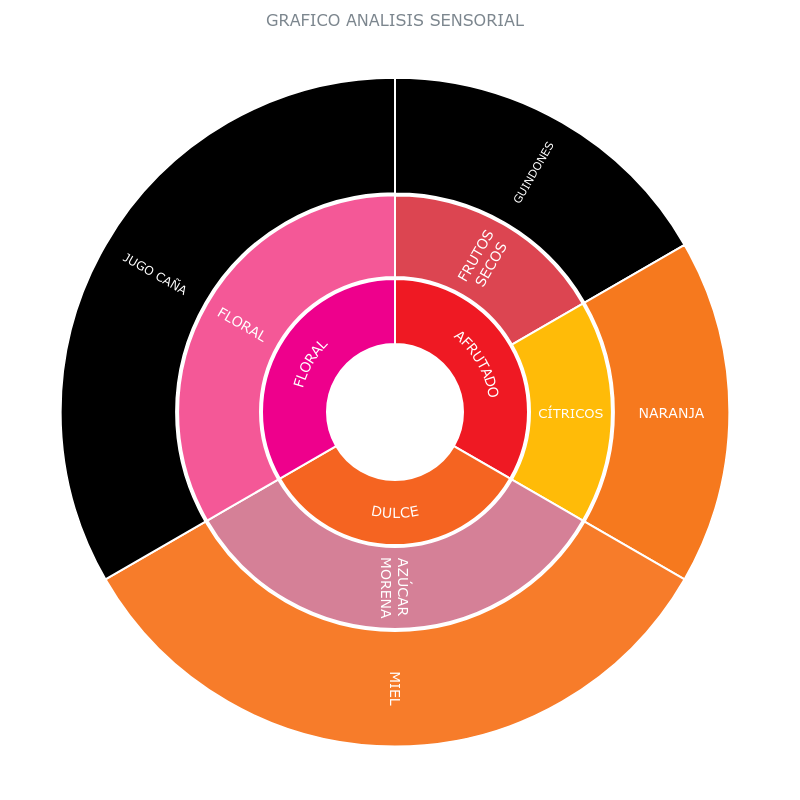 GRAFICO ANALISIS SENSORIAL
GUINDONES
JUGO CAÑA
FRUTOS
SECOS
FLORAL
FLORAL
AFRUTADO
CÍTRICOS
NARANJA
DULCE
AZÚCAR
MORENA
MIEL